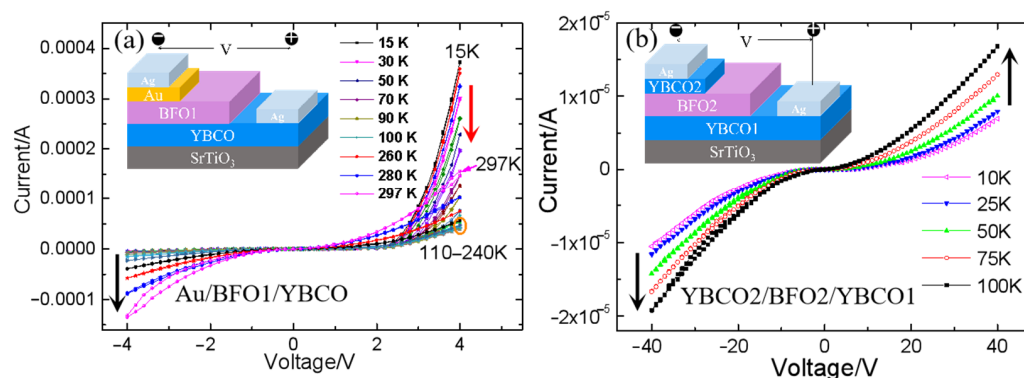 (a)
V
Ag
Au
BFO1
Ag
YBCO
SrTiO3
15 K
30 K
50 K
70 K
90 K
100 K
260 K
280 K
297 K
15K
297K
110–240K
Au/BFO1/YBCO
0.0004
0.0003
0.0002
0.0001
0.0000
−0.0001
Current/A
−4 −2 0 2 4
Voltage/V
(b)
V
Ag
YBCO2
BFO2
Ag
YBCO1
SrTiO3
10K
25K
50K
75K
100K
YBCO2/BFO2/YBCO1
2x10-5
1x10-5
0
−1x10-5
−2x10-5
Current/A
−40 −20 0 20 40
Voltage/V